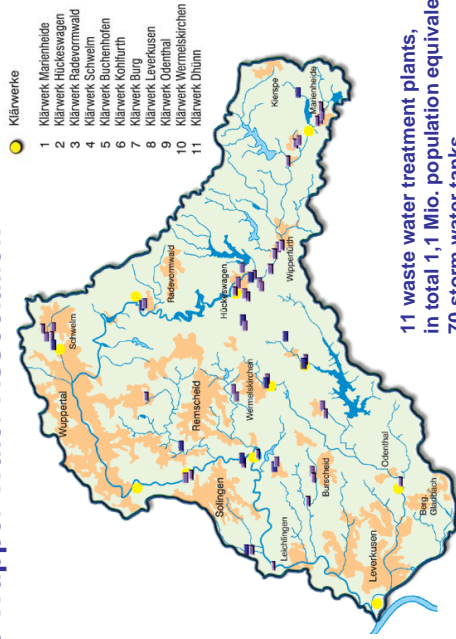 Klärwerke
1 Klärwerk Marienheide
2 Klärwerk Hückeswagen
3 Klärwerk Radevormwald
4 Klärwerk Schwelm
5 Klärwerk Buchenhofen
6 Klärwerk Kohlfurth
7 Klärwerk Burg
8 Klärwerk Leverkusen
9 Klärwerk Odenthal
10 Klärwerk Wermelskirchen
11 Klärwerk Dhünn
Schwelm
Wuppertal
Radevormwald
Remscheid
Solingen
Hückeswagen
Wermelskirchen
Wipperfürth
Kierspe
Marienheide
Leichlingen
Burscheid
Leverkusen
Odenthal
Berg.
Gladbach
11 waste water treatment plants,
in total 1,1 Mio. population equivale
70 storm water tanks